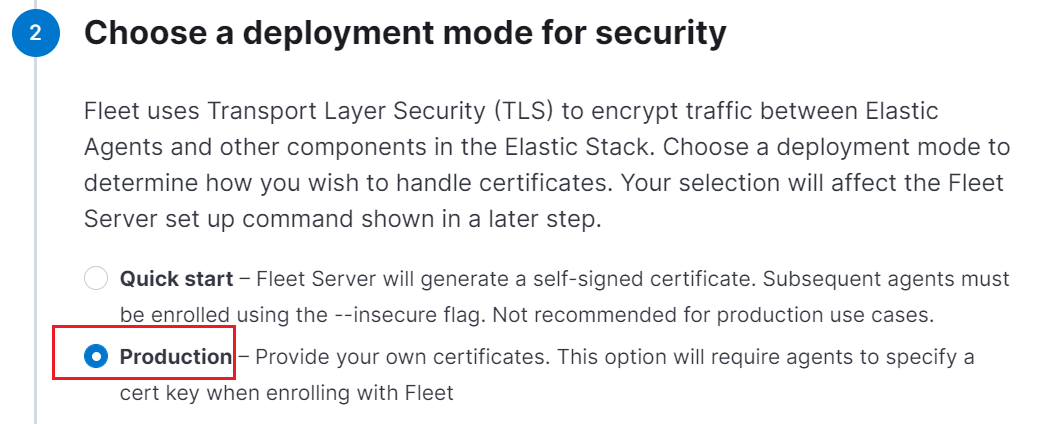 2
Choose a deployment mode for security
Fleet uses Transport Layer Security (TLS) to encrypt traffic between Elastic
Agents and other components in the Elastic Stack. Choose a deployment mode to
determine how you wish to handle certificates. Your selection will affect the Fleet
Server set up command shown in a later step.
Quick start – Fleet Server will generate a self-signed certificate. Subsequent agents must
be enrolled using the --insecure flag. Not recommended for production use cases.
Production – Provide your own certificates. This option will require agents to specify a
cert key when enrolling with Fleet